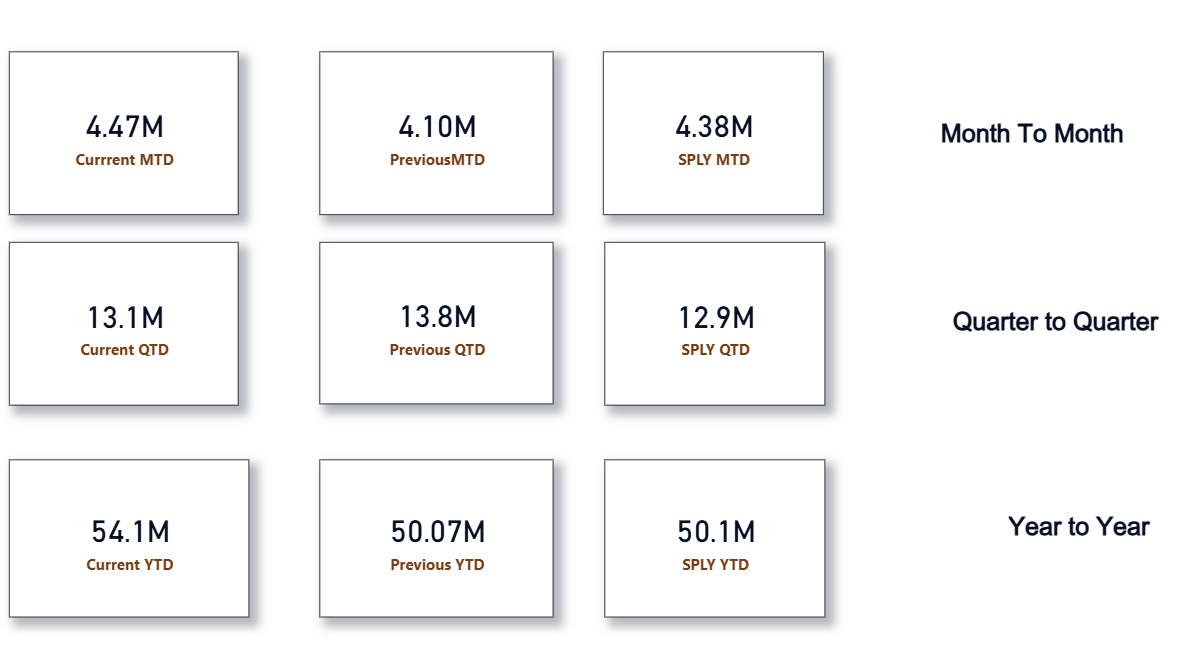 4.47M
Currrent MTD
4.10M
PreviousMTD
4.38M
SPLY MTD
Month To Month
13.1M
Current QTD
13.8M
Previous QTD
12.9M
SPLY QTD
Quarter to Quarter
54.1M
Current YTD
50.07M
Previous YTD
50.1M
SPLY YTD
Year to Year